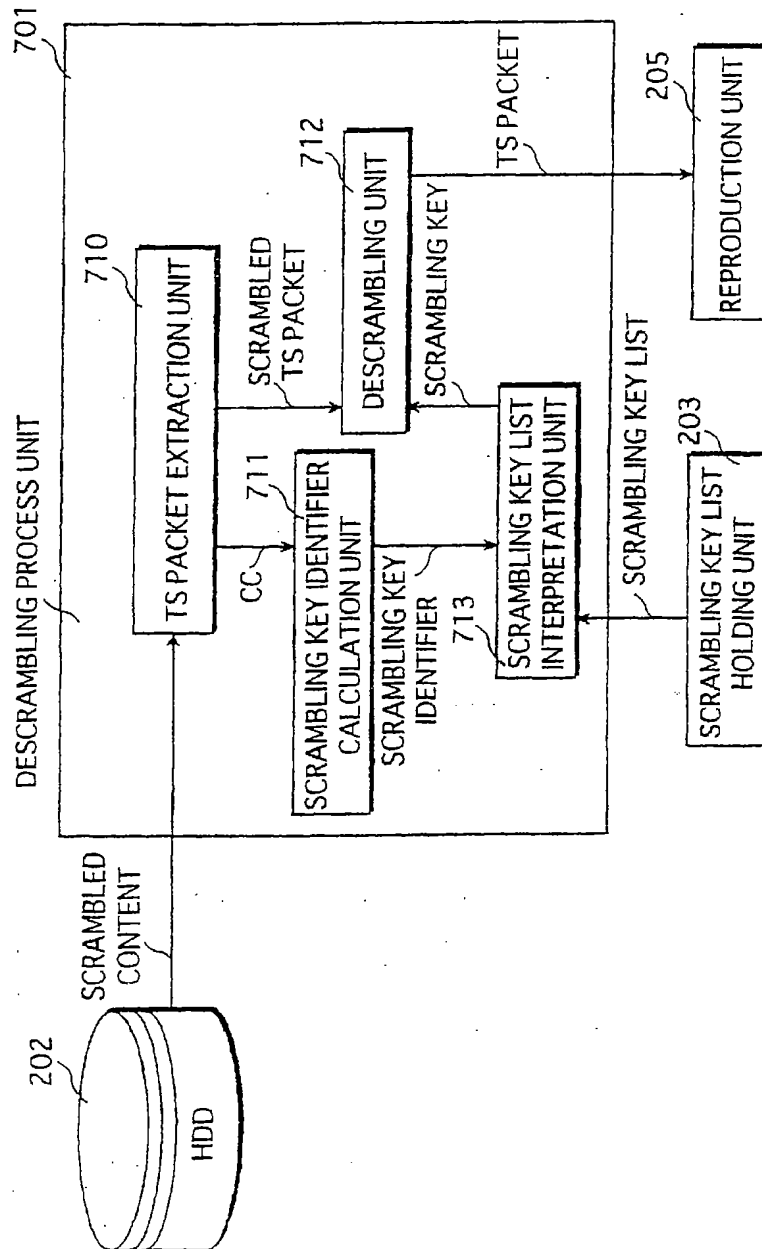 DESCRAMBLING PROCESS UNIT
701
202
HDD
SCRAMBLED
CONTENT
710
TS PACKET EXTRACTION UNIT
CC
SCRAMBLED
TS PACKET
711
SCRAMBLING KEY IDENTIFIER
CALCULATION UNIT
712
DESCRAMBLING UNIT
SCRAMBLING KEY
IDENTIFIER
SCRAMBLING KEY
TS PACKET
713
SCRAMBLING KEY LIST
INTERPRETATION UNIT
SCRAMBLING KEY LIST
203
SCRAMBLING KEY LIST
HOLDING UNIT
205
REPRODUCTION UNIT